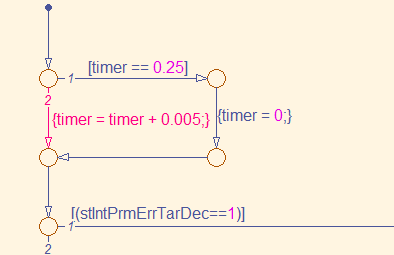 [timer == 0.25]
1
2
{timer = timer + 0.005;}
{timer = 0;}
[(stIntPrmErrTarDec==1)]
1
2